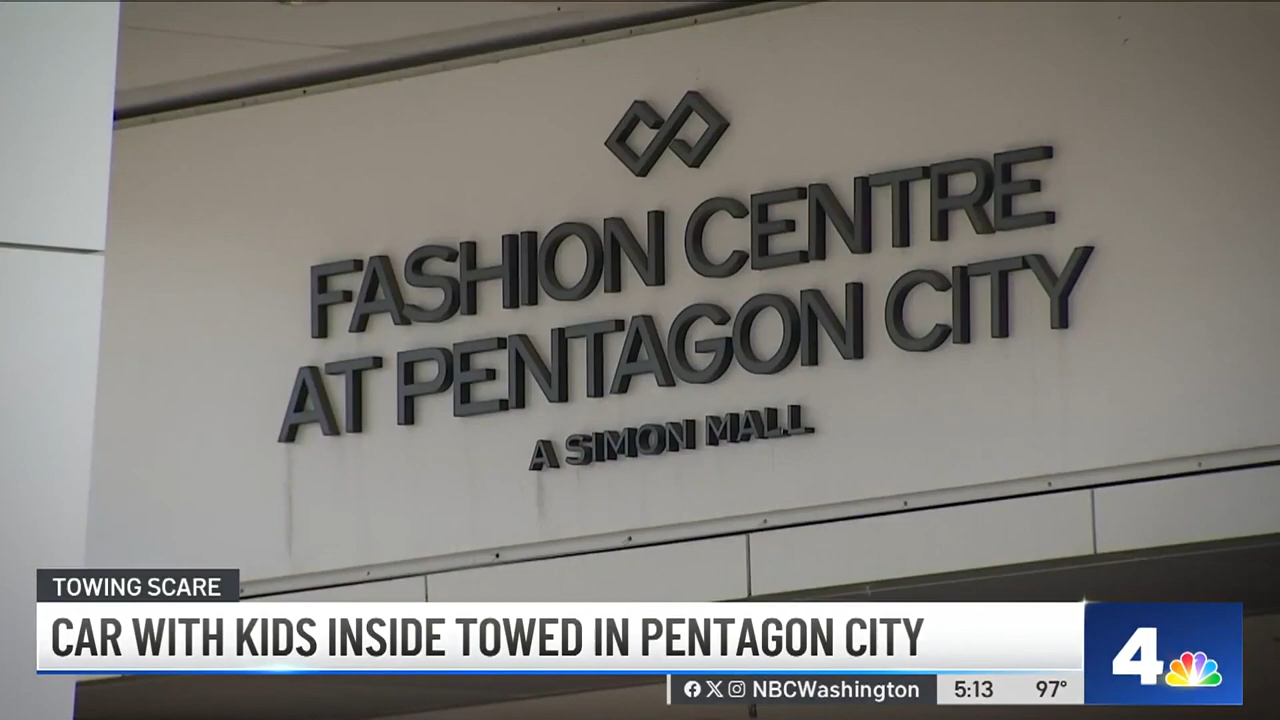 FASHION CENTRE
AT PENTAGON CITY
A SIMON MALL
TOWING SCARE
CAR WITH KIDS INSIDE TOWED IN PENTAGON CITY
4
NBCWashington 5:13 97°